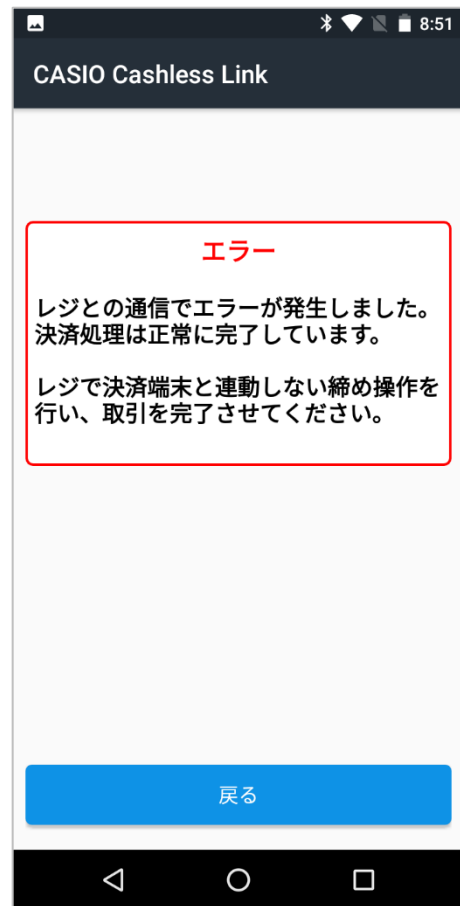 8:51
CASIO Cashless Link
エラー
レジとの通信でエラーが発生しました。
決済処理は正常に完了しています。
レジで決済端末と連動しない締め操作を
行い、取引を完了させてください。
戻る